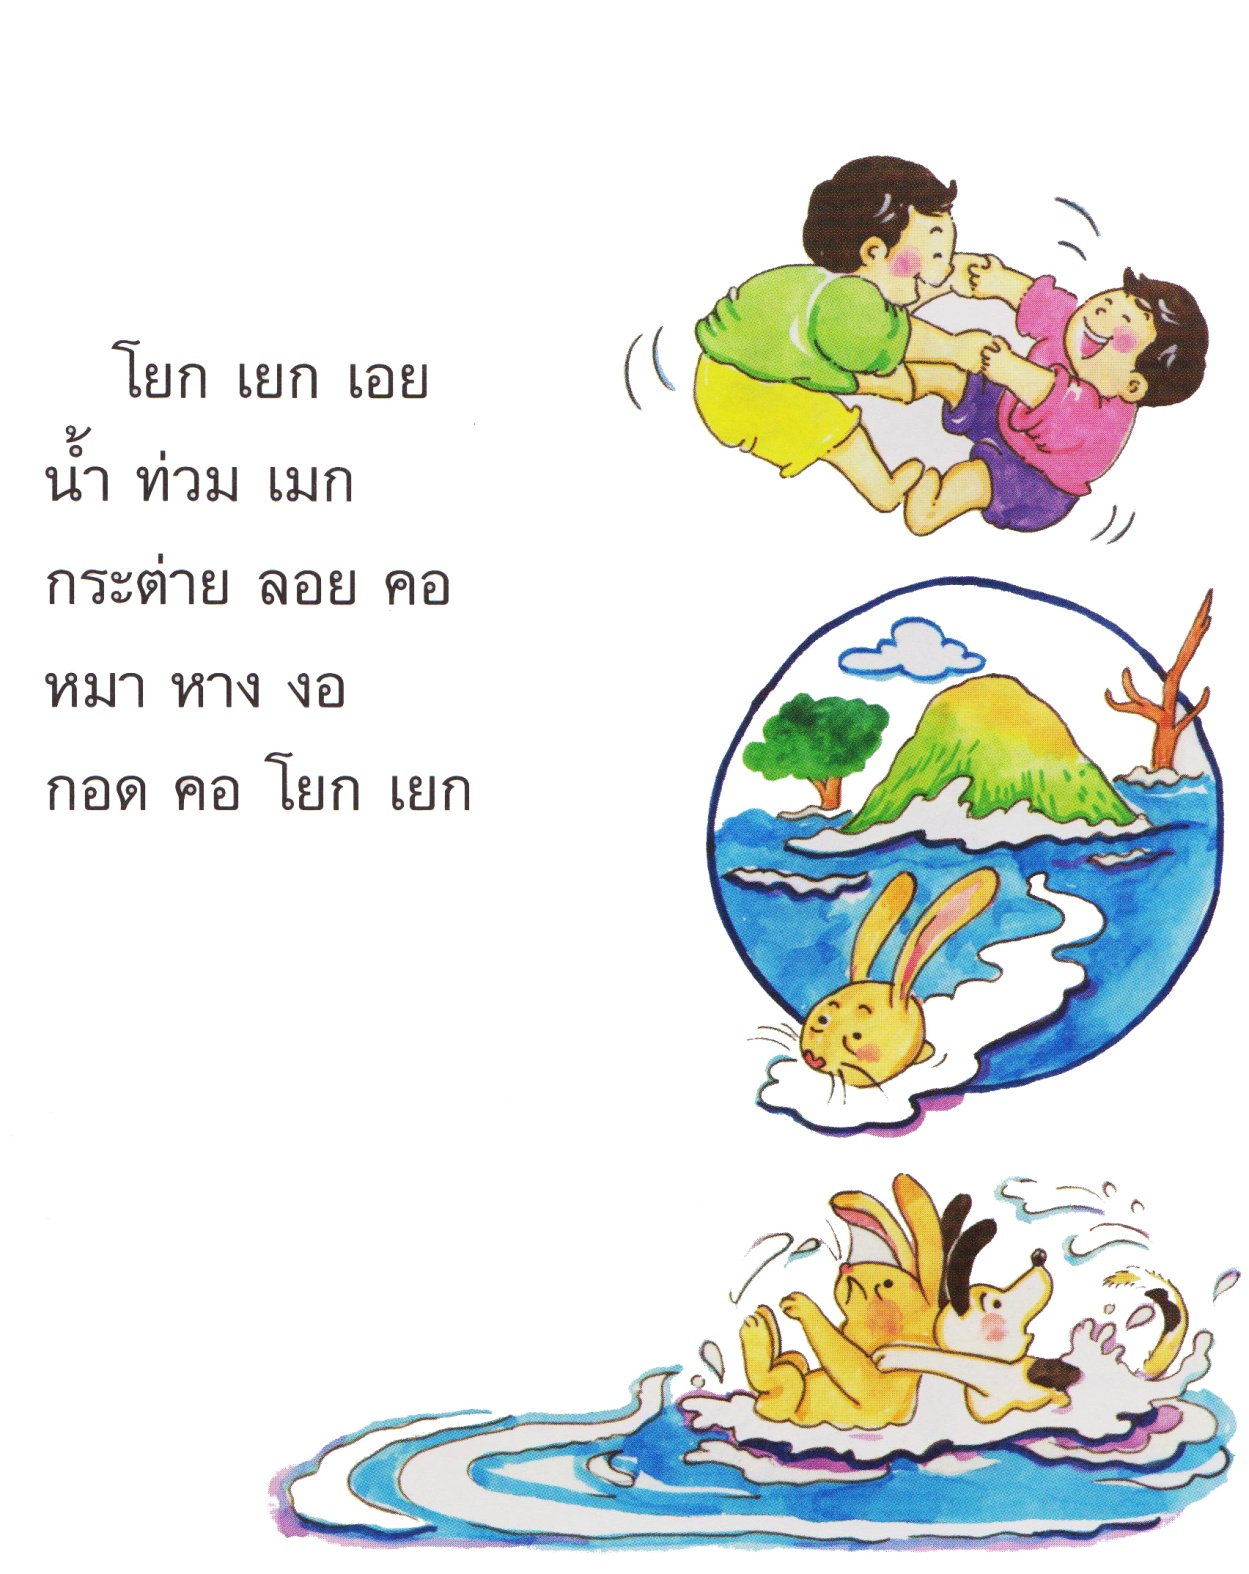 โยก เยก เอย
น้ำ ท่วม เมก
กระต่าย ลอย คอ
หมา หาง งอ
กอด คอ โยก เยก